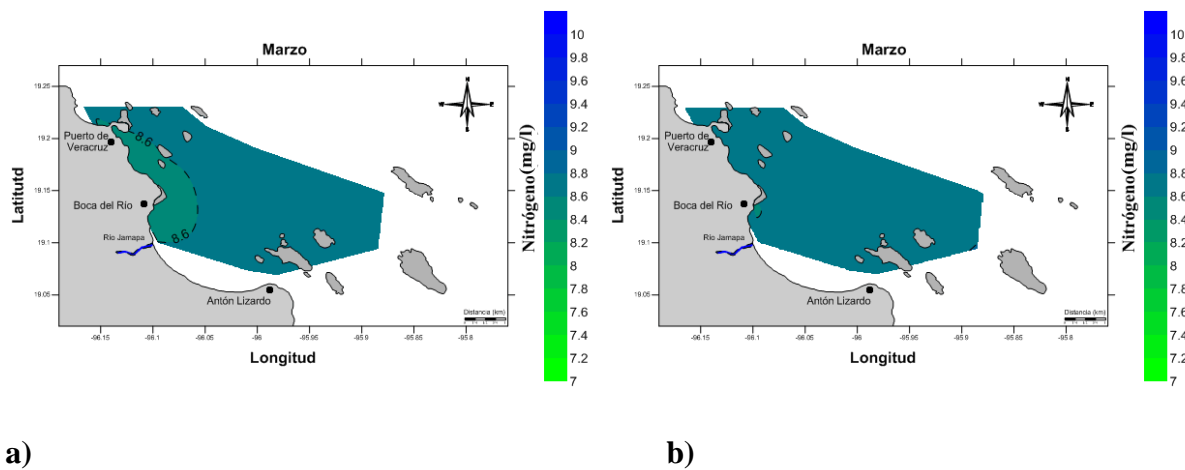 Marzo
Latitutd
19.25
19.2
19.15
19.1
19.05
Puerto de
Veracruz
8.6
Boca del Río
8.6
Río Jamapa
Antón Lizardo
Distancia (km)
-96.15
-96.1
-96.05
-96
-95.95
-95.9
-95.85
-95.8
Longitud
10
9.8
9.6
9.4
9.2
9
8.8
8.6
8.4
8.2
8
7.8
7.6
7.4
7.2
7
Nitrógeno(mg/l)
Marzo
Latitutd
19.25
19.2
19.15
19.1
19.05
Puerto de
Veracruz
Boca del Río
Río Jamapa
Antón Lizardo
Distancia (km)
-96.15
-96.1
-96.05
-96
-95.95
-95.9
-95.85
-95.8
Longitud
10
9.8
9.6
9.4
9.2
9
8.8
8.6
8.4
8.2
8
7.8
7.6
7.4
7.2
7
Nitrógeno(mg/l)
a)
b)